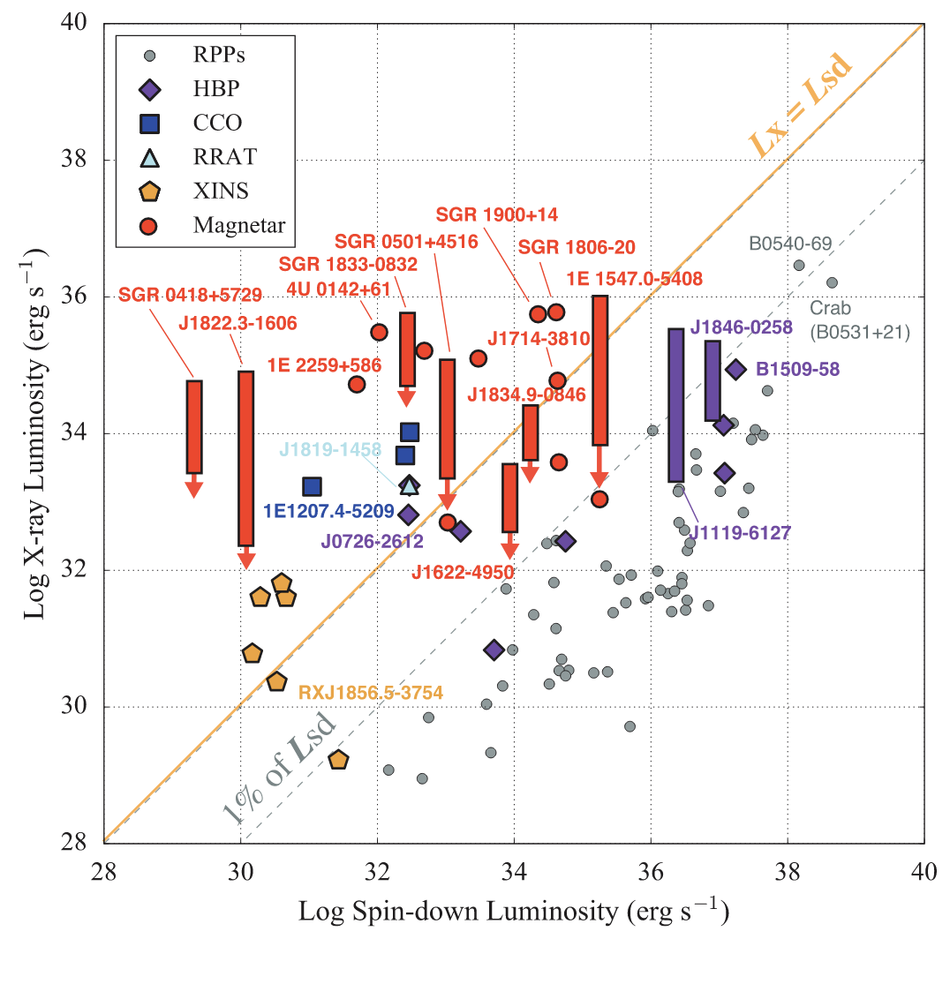 40
38
36
34
32
30
28
28
30
32
34
36
38
40
Log X-ray Luminosity (erg s⁻¹)
Log Spin-down Luminosity (erg s⁻¹)
RPPs
HBP
CCO
RRAT
XINS
Magnetar
Lx = Lsd
1% of Lsd
SGR 1900+14
SGR 0501+4516
SGR 1806-20
SGR 1833-0832
4U 0142+61
SGR 0418+5729
J1822.3-1606
1E 1547.0-5408
B0540-69
Crab
(B0531+21)
J1846-0258
J1714-3810
1E 2259+586
B1509-58
J1834.9-0846
J1819-1458
1E1207.4-5209
J0726-2612
J1119-6127
J1622-4950
RXJ1856.5-3754